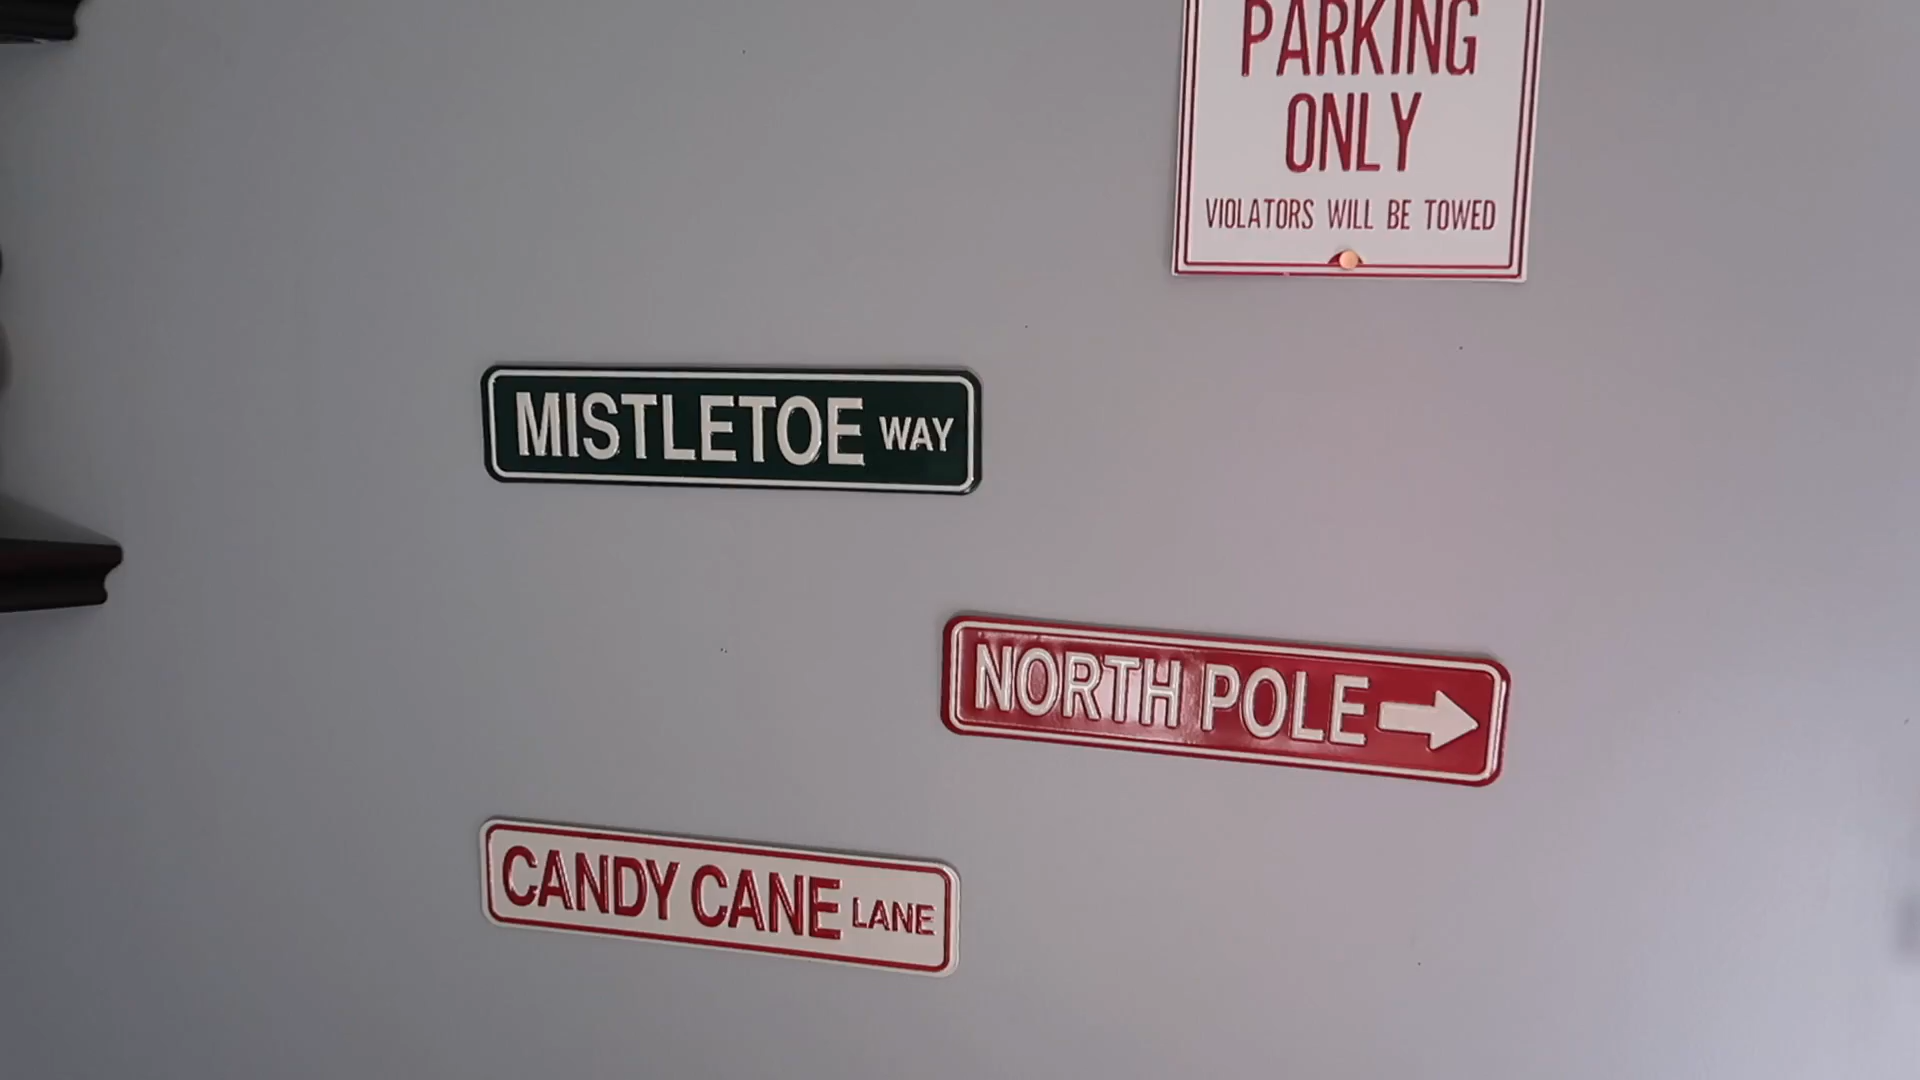 PARKING
ONLY
VIOLATORS WILL BE TOWED
MISTLETOE WAY
NORTH POLE
CANDY CANE LANE